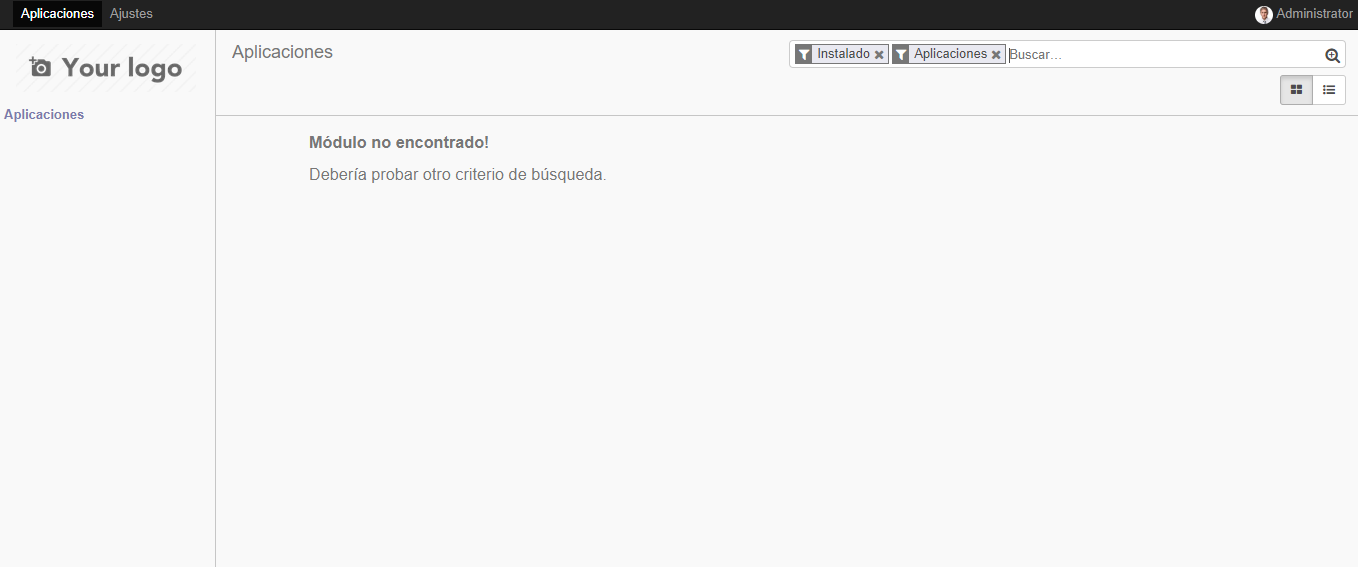 Aplicaciones Ajustes Administrator
Your logo
Aplicaciones
Aplicaciones
Instalado Aplicaciones Buscar...
Módulo no encontrado!
Debería probar otro criterio de búsqueda.